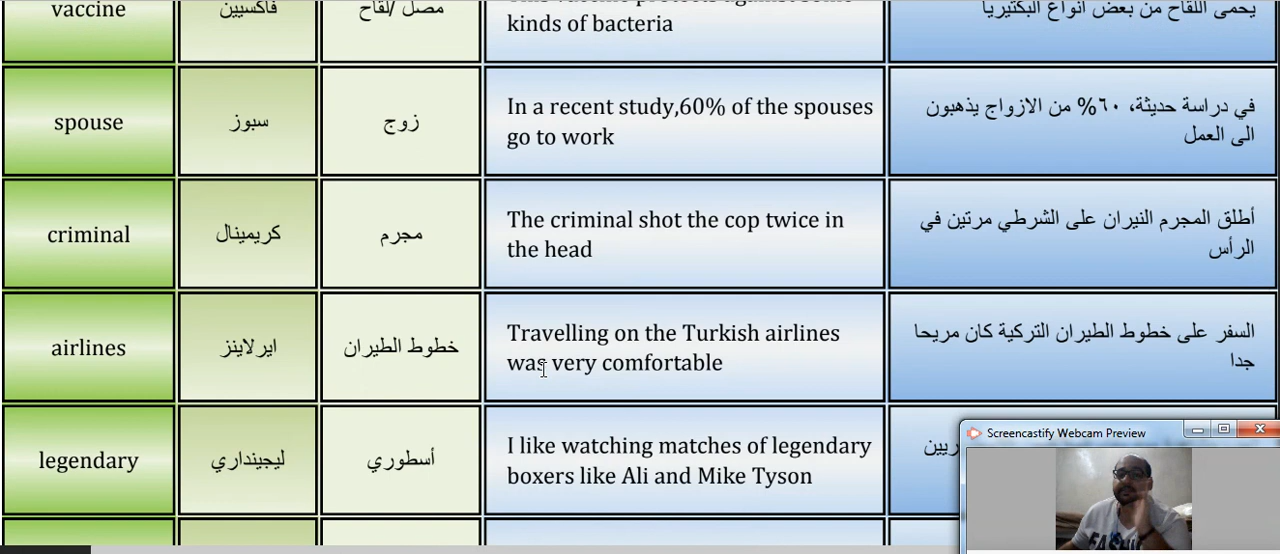 vaccine
فاكسيين
مصل /لقاح
kinds of bacteria
يحمى اللقاح من بعض انواع البكتيريا
spouse
سبوز
زوج
In a recent study,60% of the spouses
go to work
في دراسة حديثة، ٦٠% من الازواج يذهبون
الى العمل
criminal
كريمينال
مجرم
The criminal shot the cop twice in
the head
أطلق المجرم النيران على الشرطي مرتين في
الرأس
airlines
ايرلاينز
خطوط الطيران
Travelling on the Turkish airlines
was very comfortable
السفر على خطوط الطيران التركية كان مريحا
جدا
legendary
ليجينداري
أسطوري
I like watching matches of legendary
boxers like Ali and Mike Tyson
Screencastify Webcam Preview